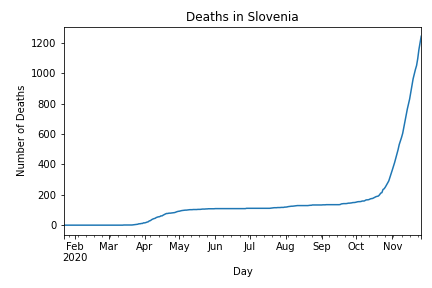 Deaths in Slovenia
Number of Deaths
1200
1000
800
600
400
200
0
Feb Mar Apr May Jun Jul Aug Sep Oct Nov
2020
Day